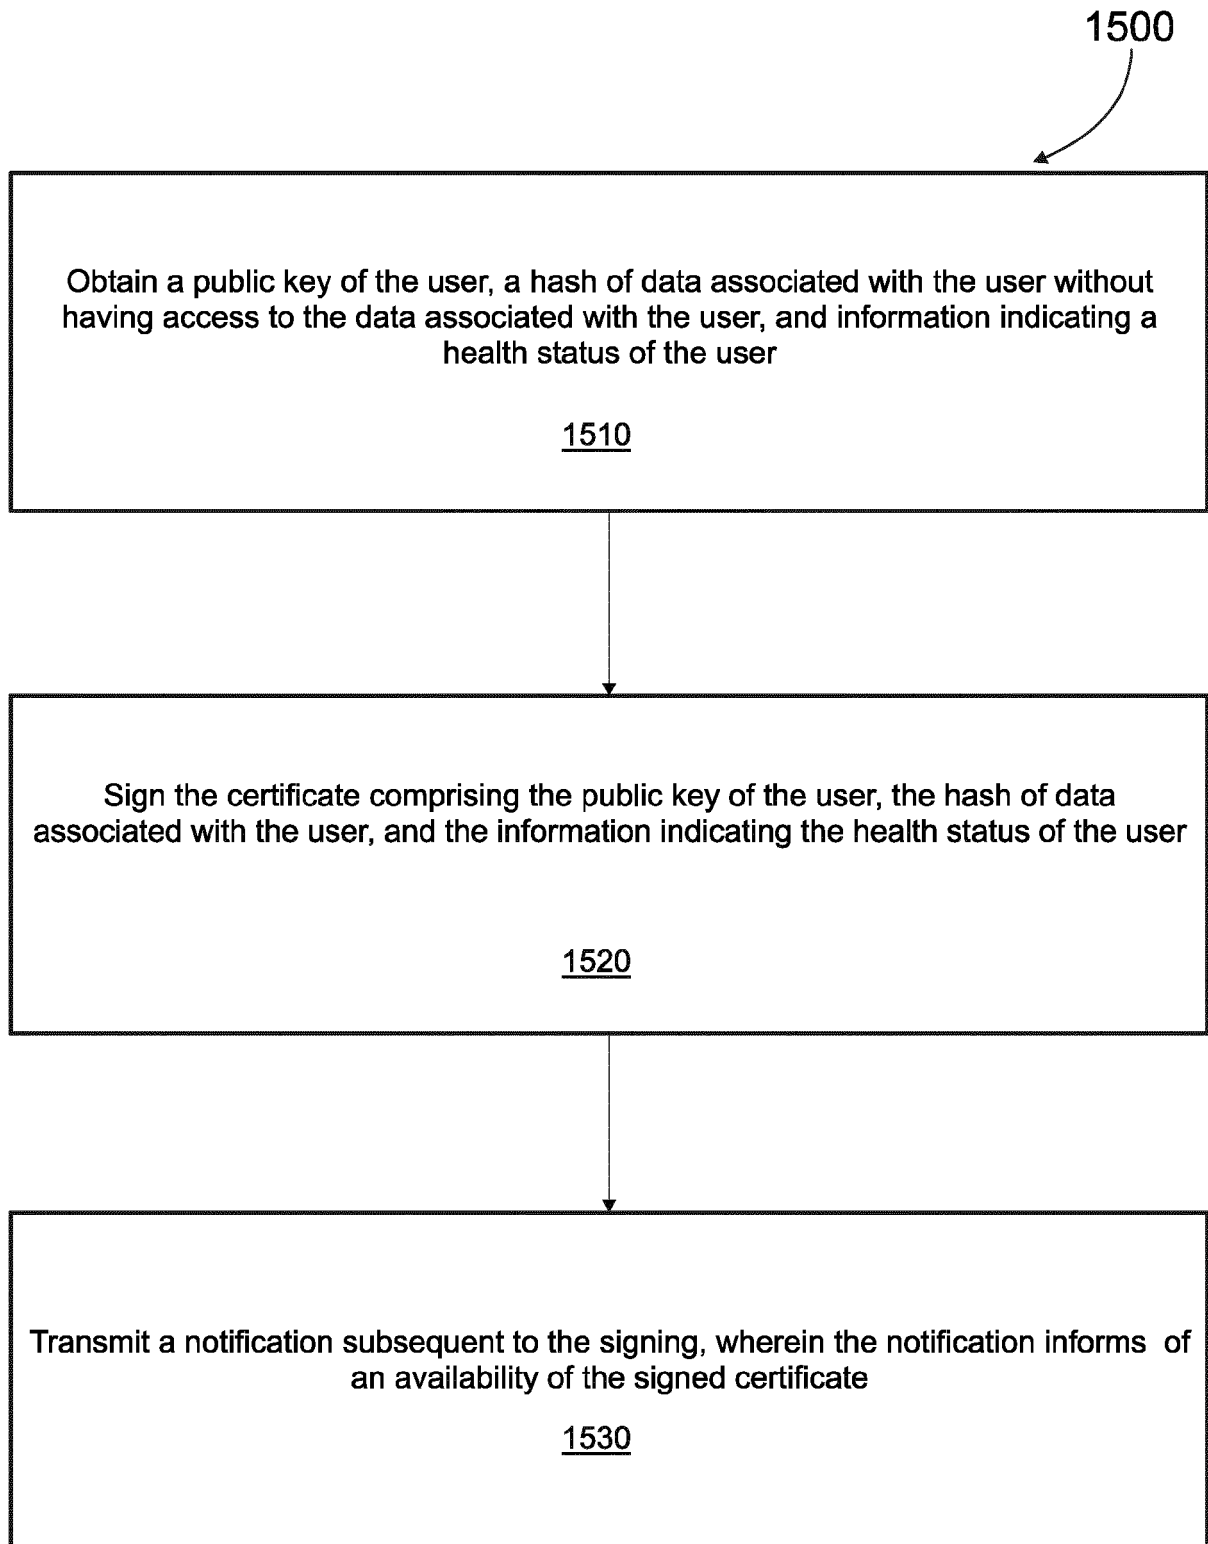 1500
Obtain a public key of the user, a hash of data associated with the user without
having access to the data associated with the user, and information indicating a
health status of the user
1510
Sign the certificate comprising the public key of the user, the hash of data
associated with the user, and the information indicating the health status of the user
1520
Transmit a notification subsequent to the signing, wherein the notification informs of
an availability of the signed certificate
1530